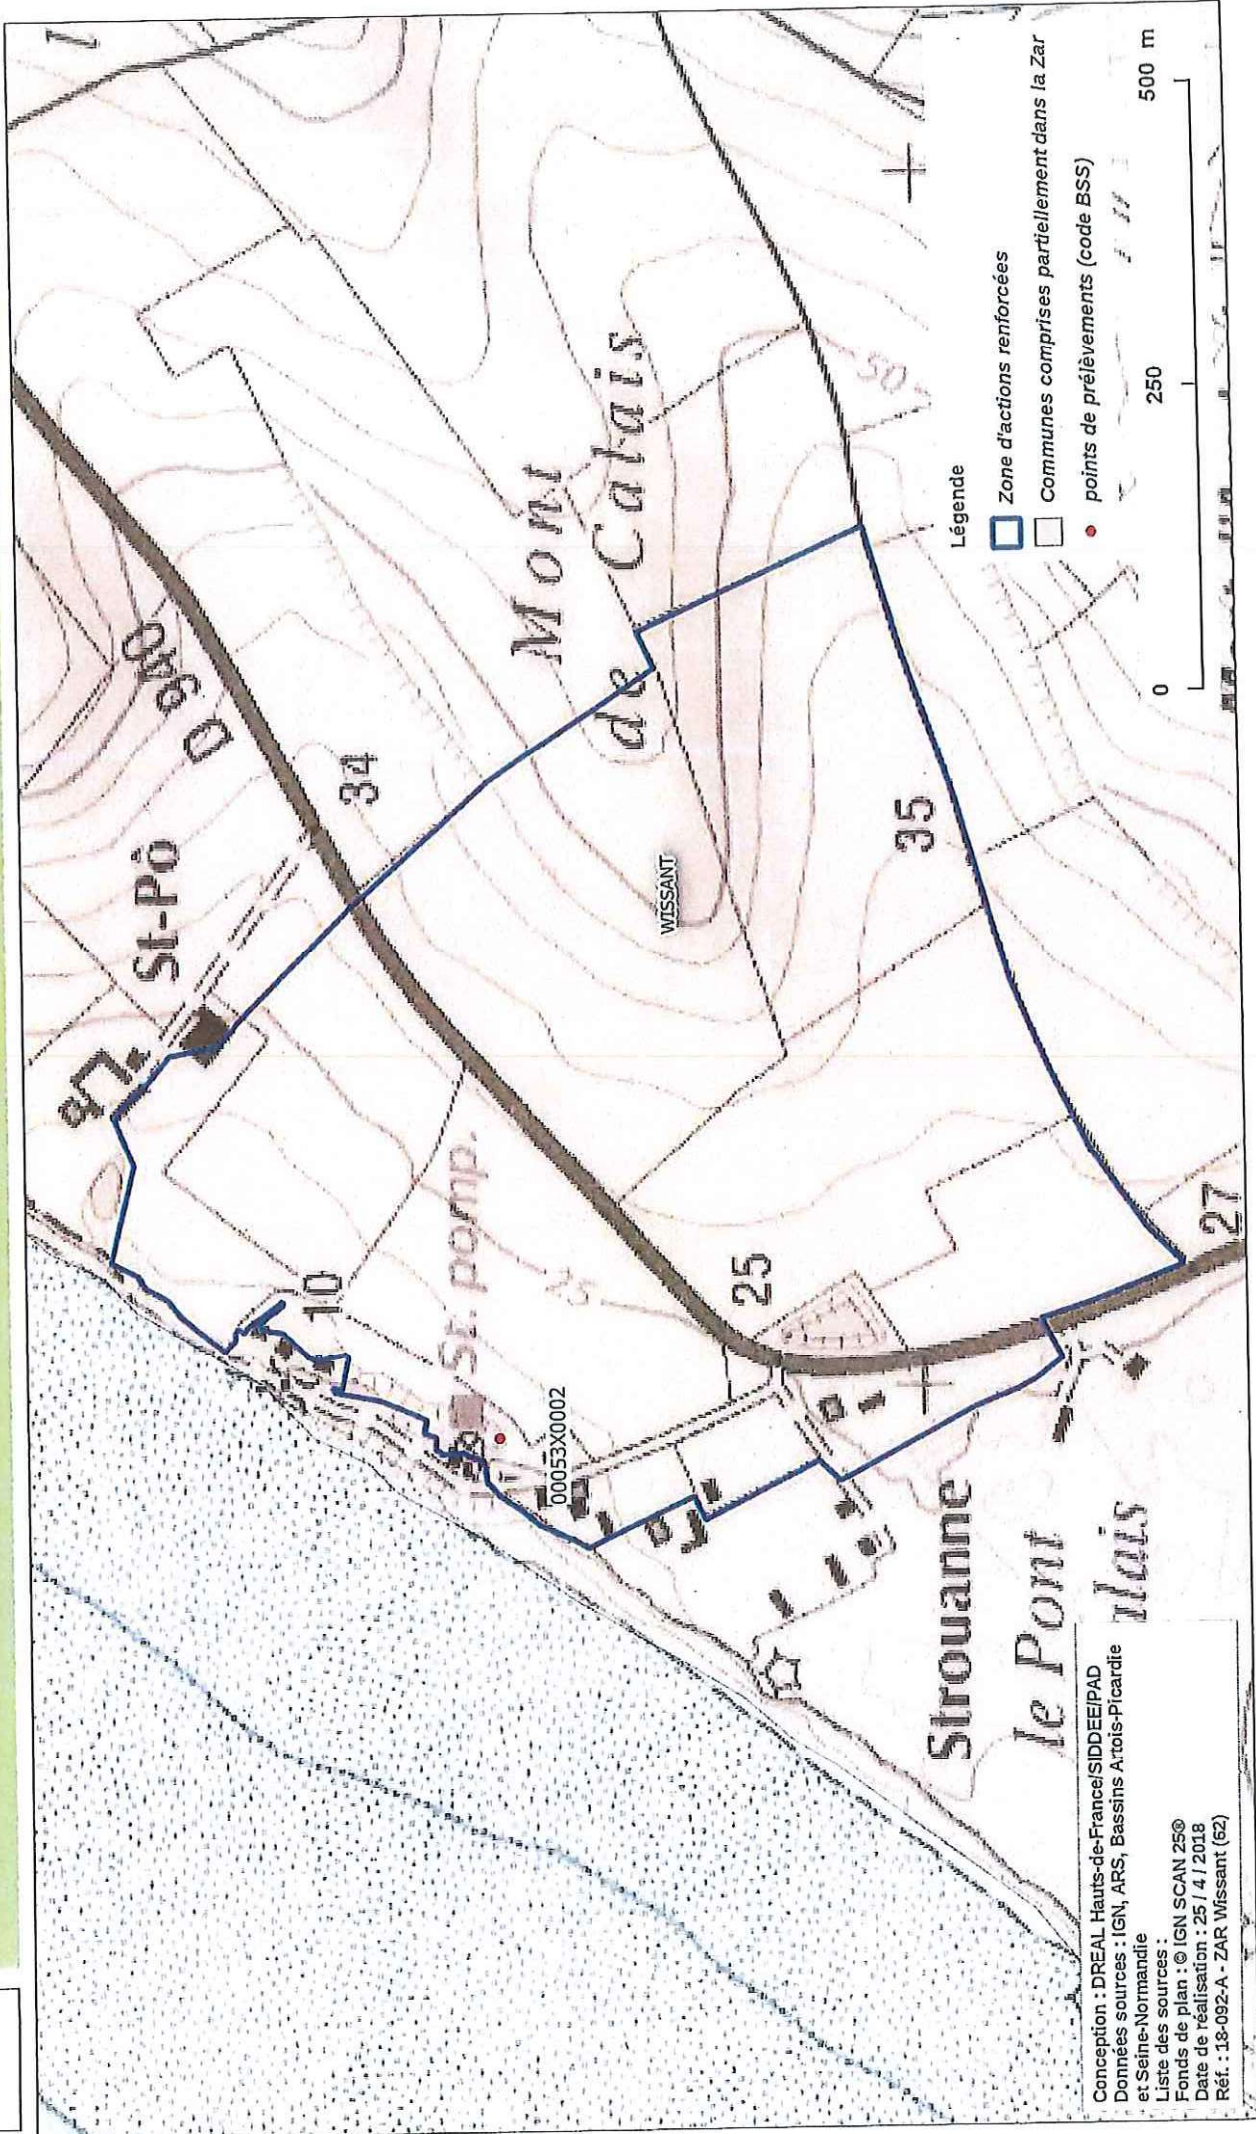 St-Pô
D 940
34
Mont
de Calais
10
St. pomp.
25
25
WISSANT
35
50
00053X0002
27
Strouanne
le Pont
alais
Légende
Zone d'actions renforcées
Communes comprises partiellement dans la Zar
points de prélèvements (code BSS)
0 250 500 m
Conception : DREAL Hauts-de-France/SIDDEE/PAD
Données sources : IGN, ARS, Bassins Artois-Picardie
et Seine-Normandie
Liste des sources :
Fonds de plan : © IGN SCAN 25®
Date de réalisation : 25 / 4 / 2018
Réf. : 18-092-A - ZAR Wissant (62)